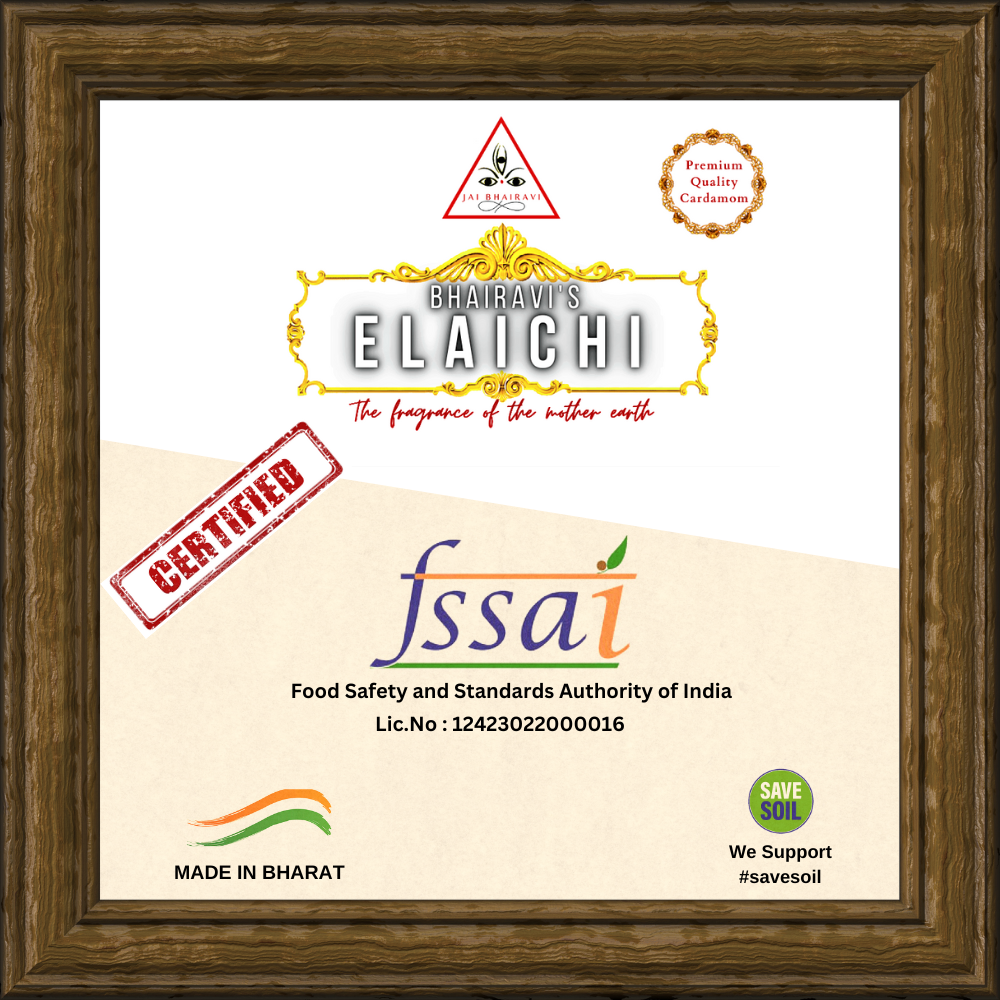 JAI BHAIRAVI
Premium
Quality
Cardamom
BHAIRAVI'S
ELAICHI
The fragrance of the mother earth
CERTIFIED
fssai
Food Safety and Standards Authority of India
Lic.No : 12423022000016
MADE IN BHARAT
SAVE
SOIL
We Support
#savesoil